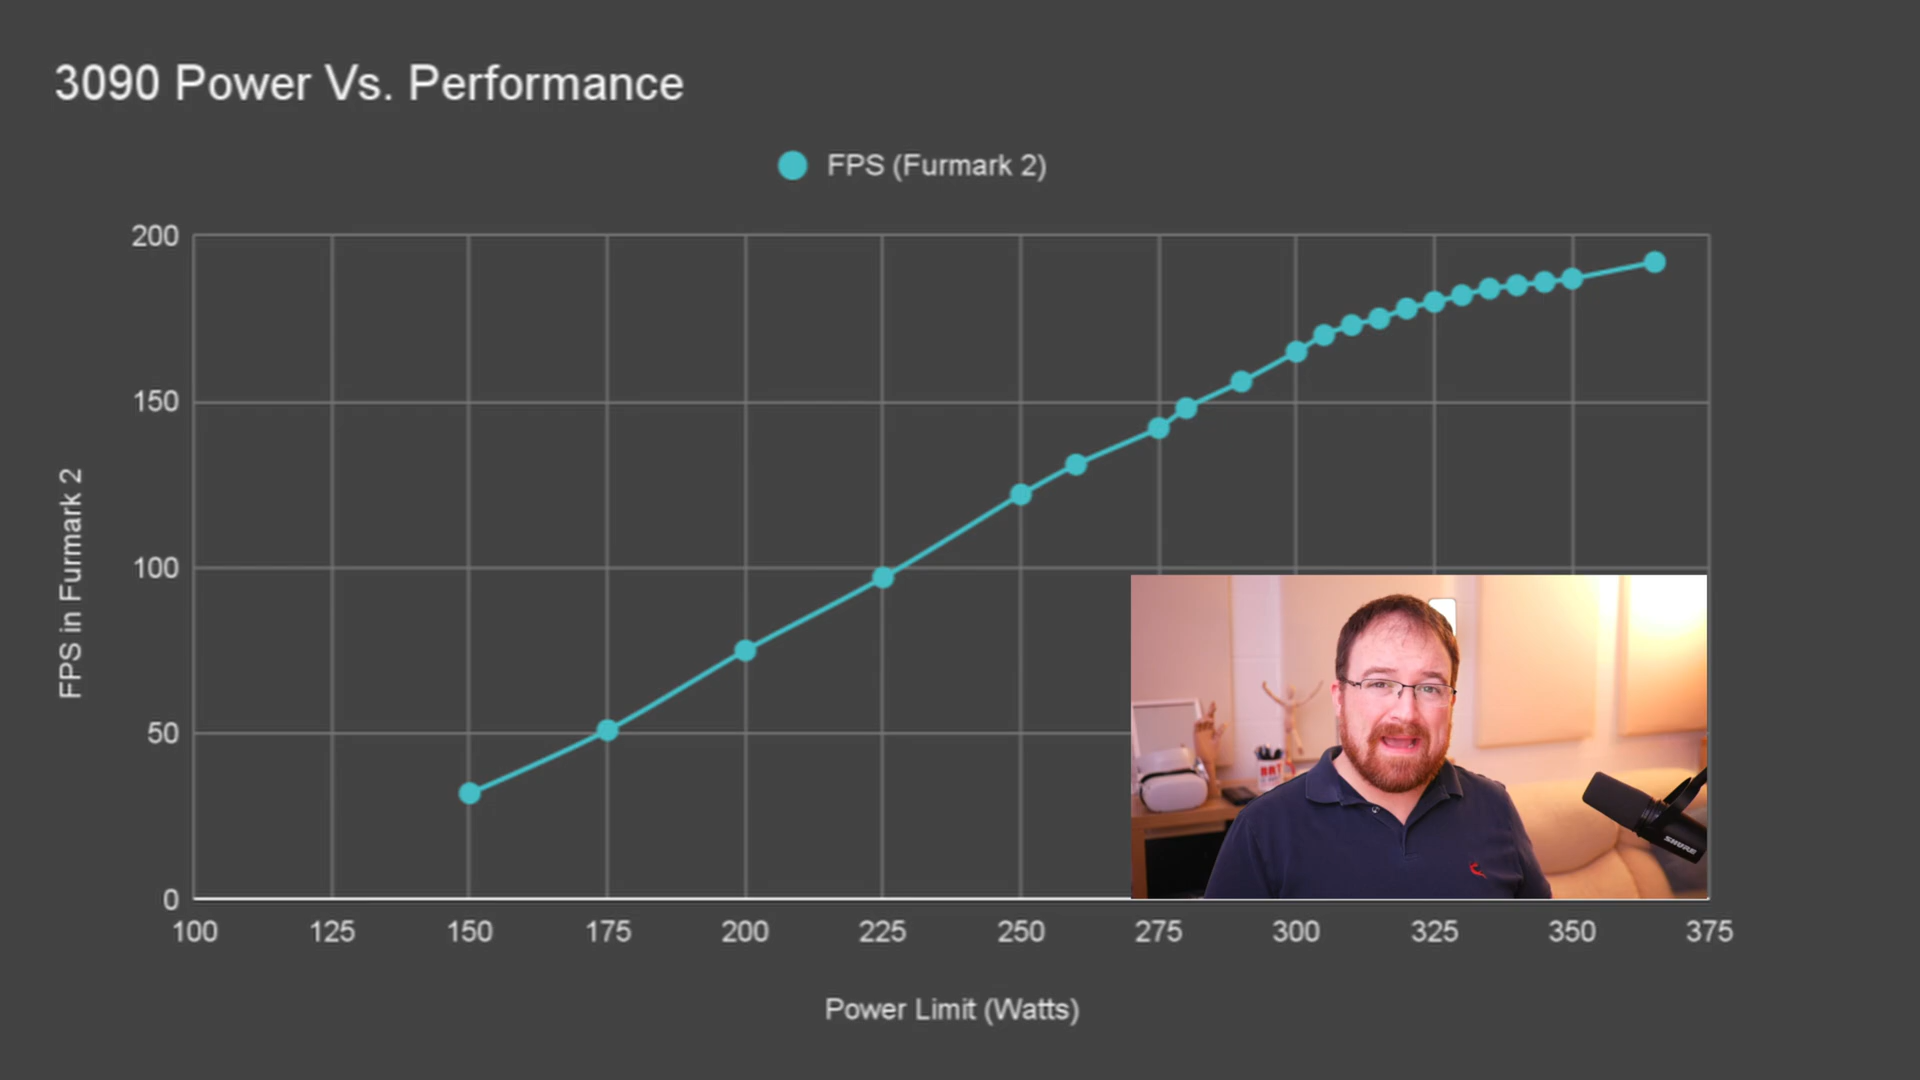 3090 Power Vs. Performance
FPS (Furmark 2)
FPS in Furmark 2
200
150
100
50
0
100 125 150 175 200 225 250 275 300 325 350 375
Power Limit (Watts)
SHURE